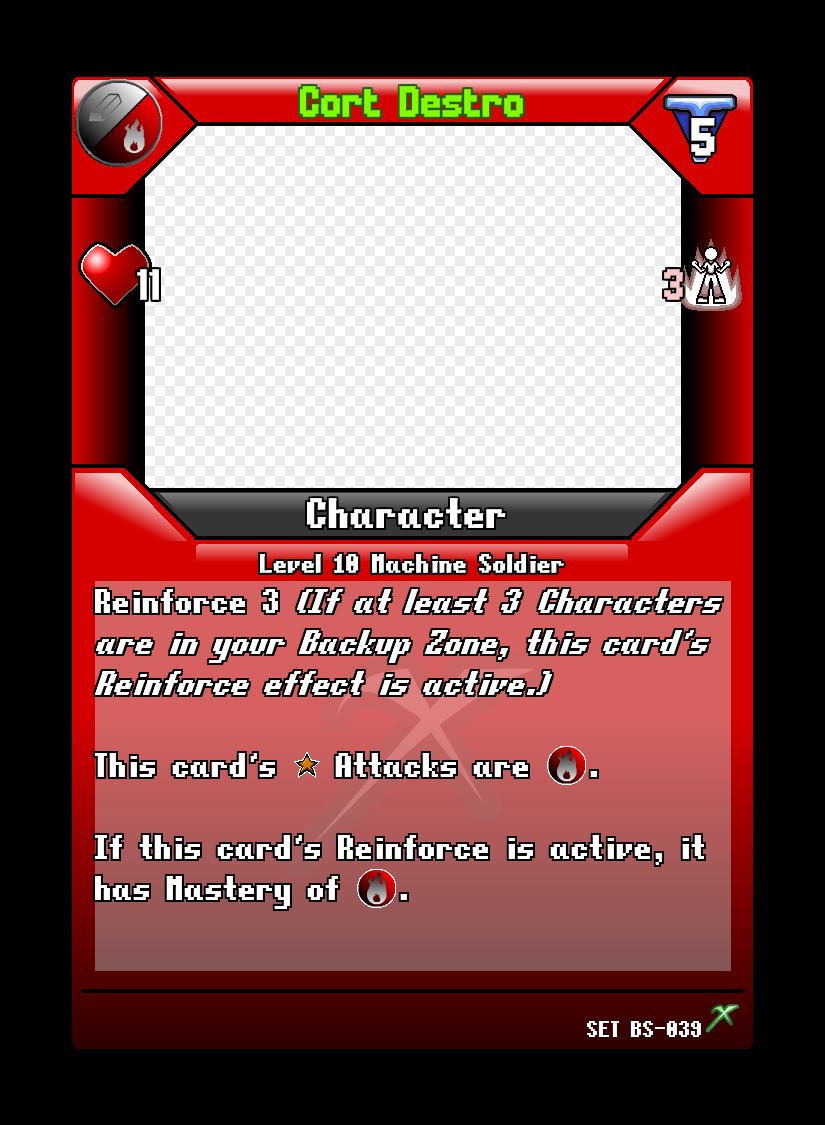 Cort Destro
5
11
3
Character
Level 10 Machine Soldier
Reinforce 3 (If at least 3 Characters
are in your Backup Zone, this card's
Reinforce effect is active.)
This card's Attacks are .
If this card's Reinforce is active, it
has Mastery of .
SET BS-039